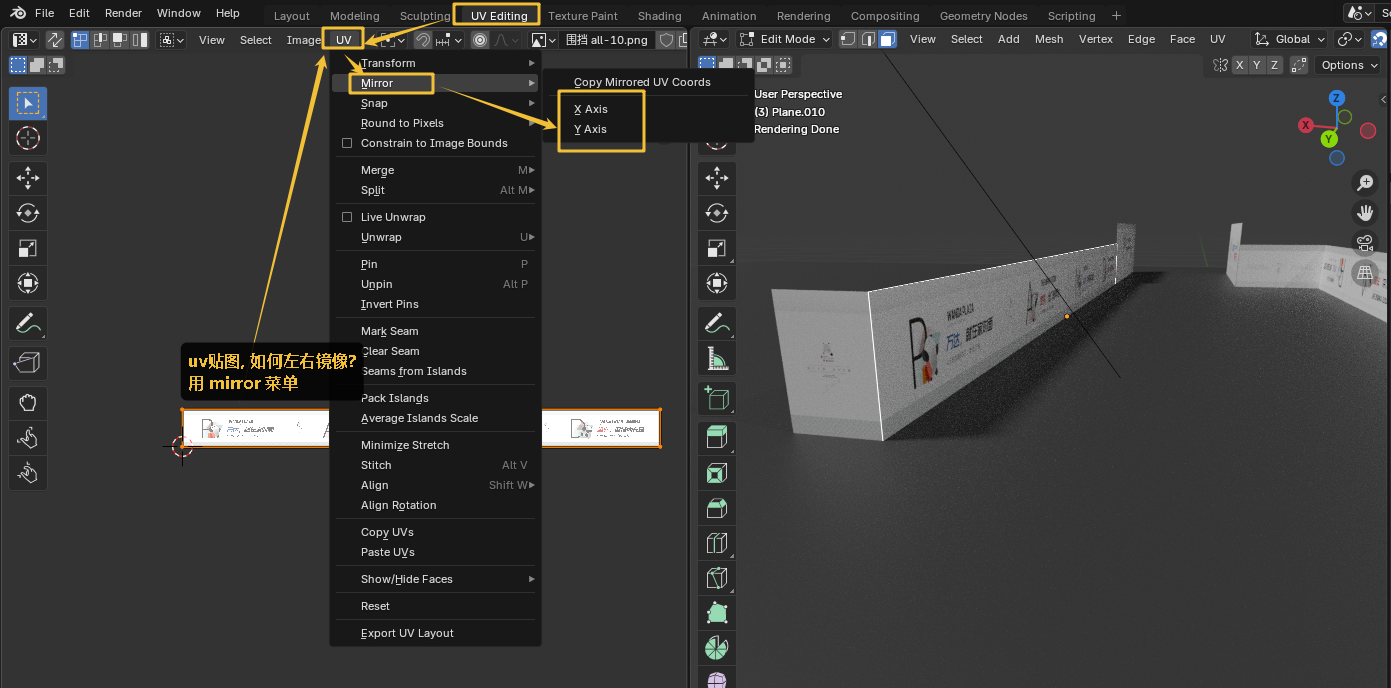 File Edit Render Window Help
Layout Modeling Sculpting UV Editing Texture Paint Shading Animation Rendering Compositing Geometry Nodes Scripting +
View Select Image UV
围挡 all-10.png
Edit Mode View Select Add Mesh Vertex Edge Face UV Global
X Y Z Options
Transform
Mirror
Snap
Round to Pixels
Constrain to Image Bounds
Merge M
Split Alt M
Live Unwrap
Unwrap U
Pin P
Unpin Alt P
Invert Pins
Mark Seam
Clear Seam
Seams from Islands
Pack Islands
Average Islands Scale
Minimize Stretch
Stitch Alt V
Align Shift W
Align Rotation
Copy UVs
Paste UVs
Show/Hide Faces
Reset
Export UV Layout
Copy Mirrored UV Coords
X Axis
Y Axis
uv贴图, 如何左右镜像?
用 mirror 菜单
User Perspective
(3) Plane.010
Rendering Done
Z
X
Y
WANDA PLAZA